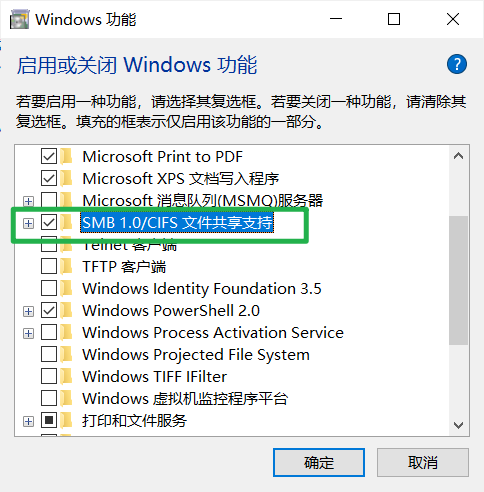 Windows 功能
启用或关闭 Windows 功能
?
若要启用一种功能，请选择其复选框。若要关闭一种功能，请清除其
复选框。填充的框表示仅启用该功能的一部分。
Microsoft Print to PDF
Microsoft XPS 文档写入程序
Microsoft 消息队列(MSMQ)服务器
SMB 1.0/CIFS 文件共享支持
Telnet 客户端
TFTP 客户端
Windows Identity Foundation 3.5
Windows PowerShell 2.0
Windows Process Activation Service
Windows Projected File System
Windows TIFF IFilter
Windows 虚拟机监控程序平台
打印和文件服务
确定
取消